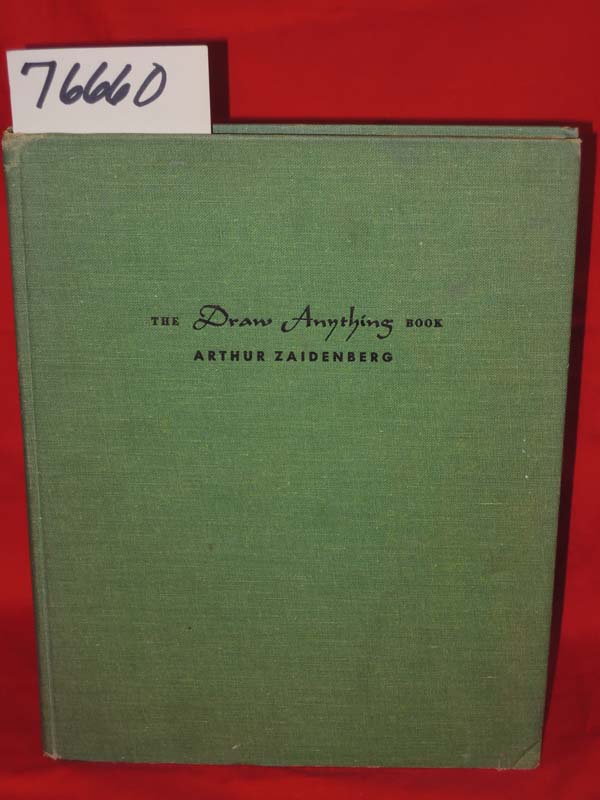 76660
THE Draw Anything BOOK
ARTHUR ZAIDENBERG